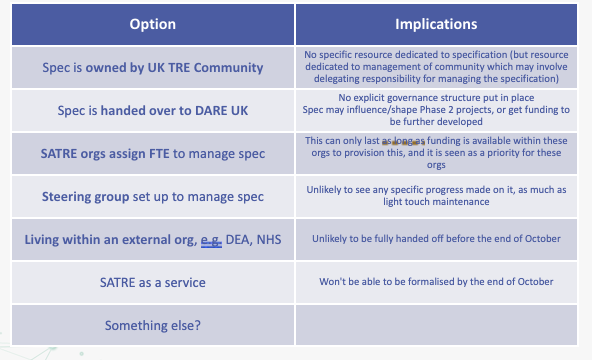 Option
Implications
Spec is owned by UK TRE Community
No specific resource dedicated to specification (but resource
dedicated to management of community which may involve
delegating responsibility for managing the specification)
Spec is handed over to DARE UK
No explicit governance structure put in place
Spec may influence/shape Phase 2 projects, or get funding to
be further developed
SATRE orgs assign FTE to manage spec
This can only last as long as funding is available within these
orgs to provision this, and it is seen as a priority for these
orgs
Steering group set up to manage spec
Unlikely to see any specific progress made on it, as much as
light touch maintenance
Living within an external org, e.g. DEA, NHS
Unlikely to be fully handed off before the end of October
SATRE as a service
Won't be able to be formalised by the end of October
Something else?